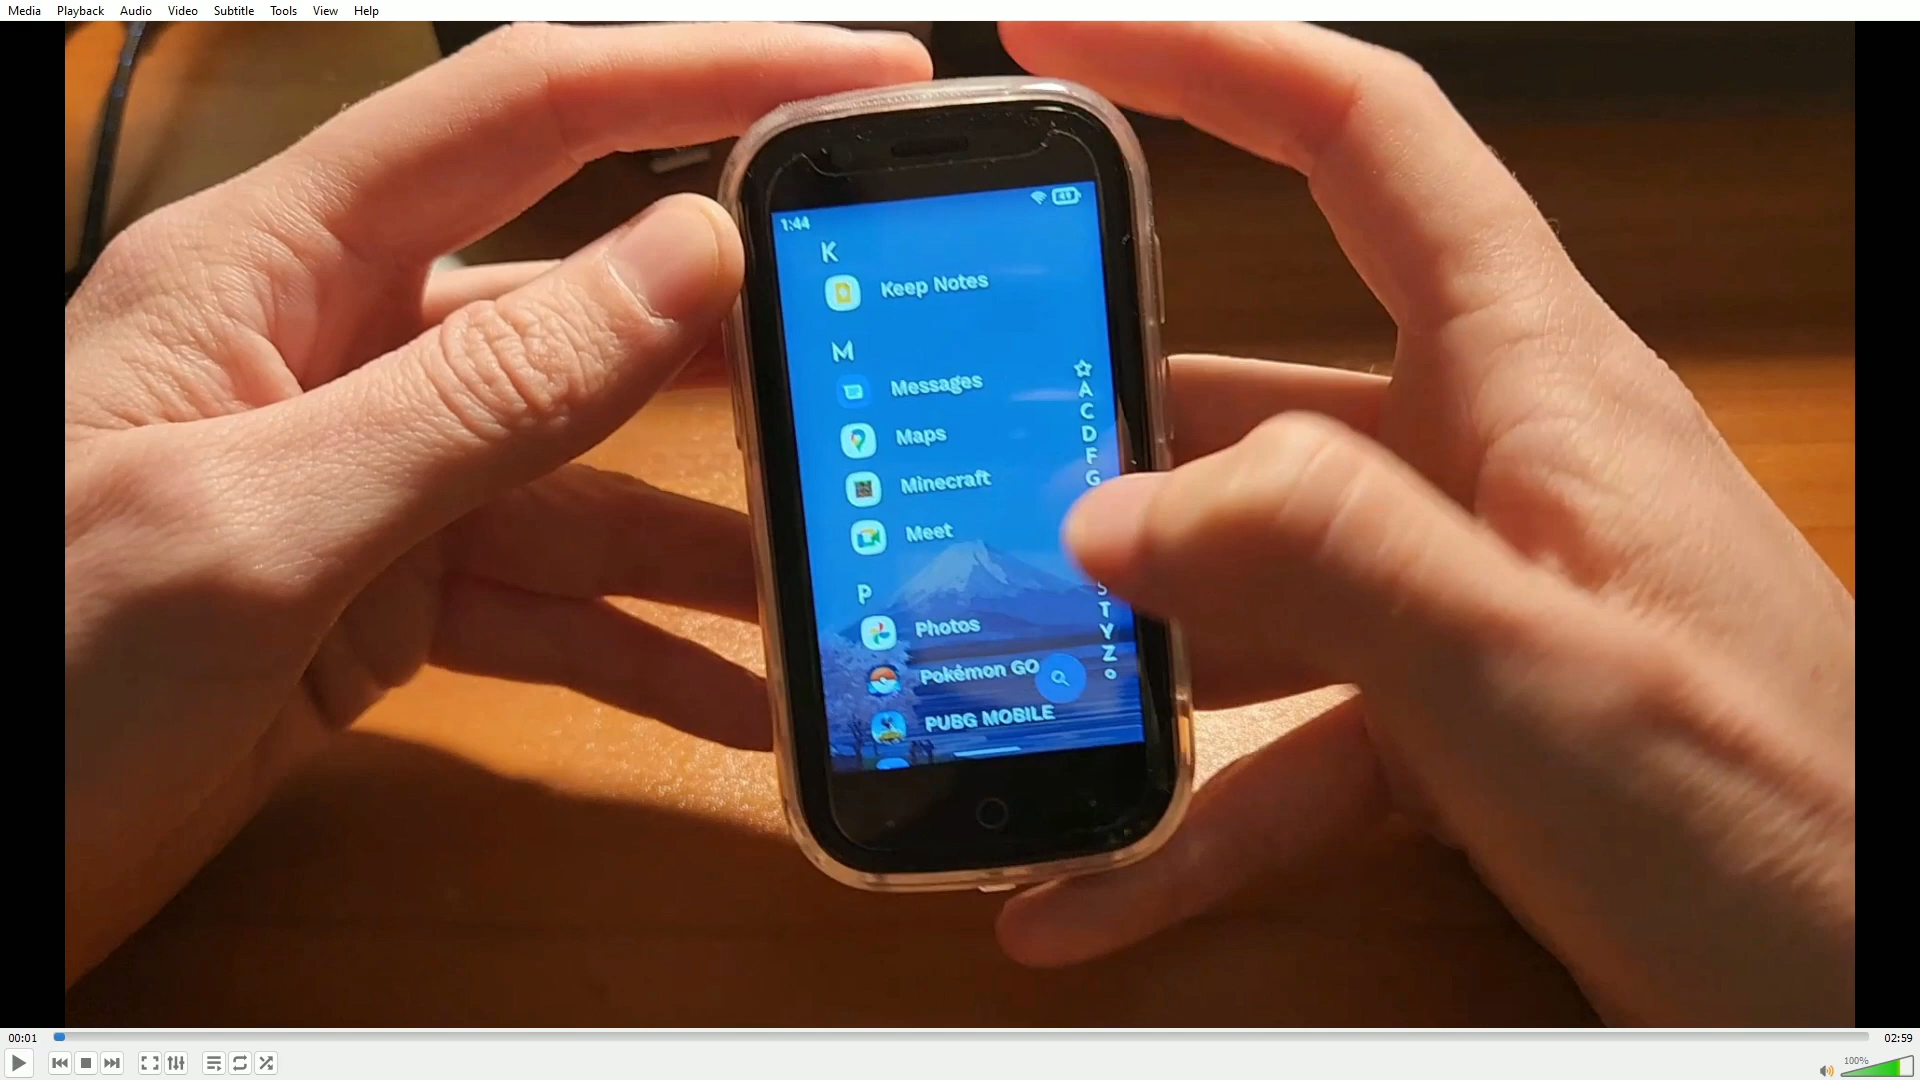 Media Playback Audio Video Subtitle Tools View Help
1:44
K
Keep Notes
M
Messages
Maps
Minecraft
Meet
P
Photos
Pokémon GO
PUBG MOBILE
A
C
D
F
G
S
T
Y
Z
00:01
02:59
100%